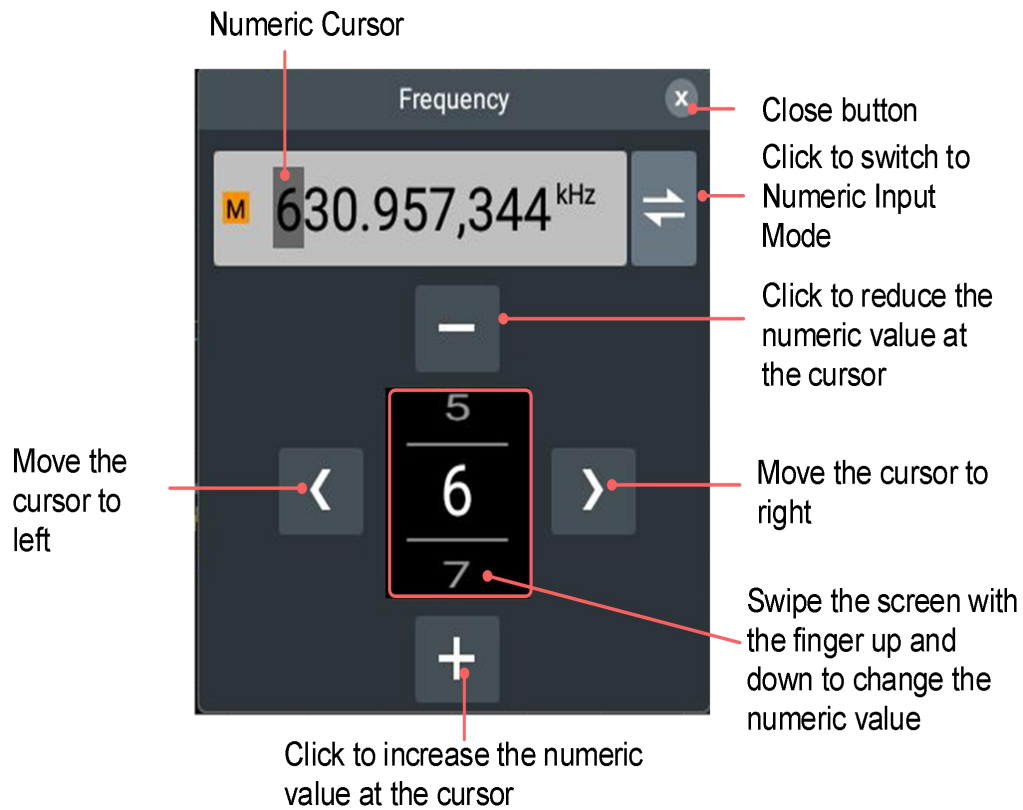 Numeric Cursor
Frequency
x
Close button
Click to switch to
Numeric Input
Mode
M 630.957,344 kHz
Click to reduce the
numeric value at
the cursor
5
6
7
Move the
cursor to
left
Move the cursor to
right
Swipe the screen with
the finger up and
down to change the
numeric value
Click to increase the numeric
value at the cursor